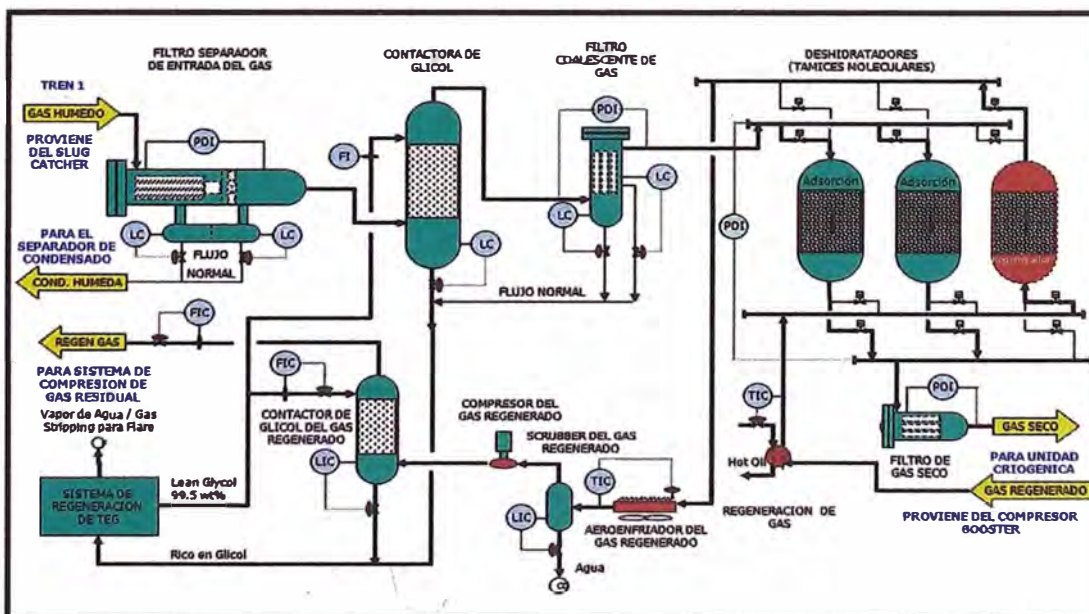 FILTRO SEPARADOR
DE ENTRADA DEL GAS
CONTACTORA DE
GLICOL
FILTRO
COALESCENTE DE
GAS
DESHIDRATADORES
(TAMICES MOLECULARES)
TREN 1
GAS HUMEDO
PROVIENE
DEL SLUG
CATCHER
PDI
FI
PDI
LC
LC
Adsorción
Adsorción
PDI
PARA EL
SEPARADOR DE
CONDENSADO
LC
LC
FLUJO
NORMAL
COND. HUMEDA
LC
FLUJO NORMAL
FIC
REGEN GAS
PARA SISTEMA DE
COMPRESION DE
GAS RESIDUAL
FIC
CONTACTOR DE
GLICOL DEL GAS
REGENERADO
COMPRESOR DEL
GAS REGENERADO
SCRUBBER DEL GAS
REGENERADO
TIC
PDI
GAS SECO
FILTRO DE
GAS SECO
PARA UNIDAD
CRIOGENICA
Vapor de Agua / Gas
Stripping para Flare
LIC
TIC
LIC
Hot Oil
GAS REGENERADO
PROVIENE DEL COMPRESOR
BOOSTER
SISTEMA DE
REGENERACION
DE TEG
Lean Glycol
99.5 wt%
AEROENFRIADOR DEL
GAS REGENERADO
REGENERACION DE
GAS
Rico en Glicol
Agua